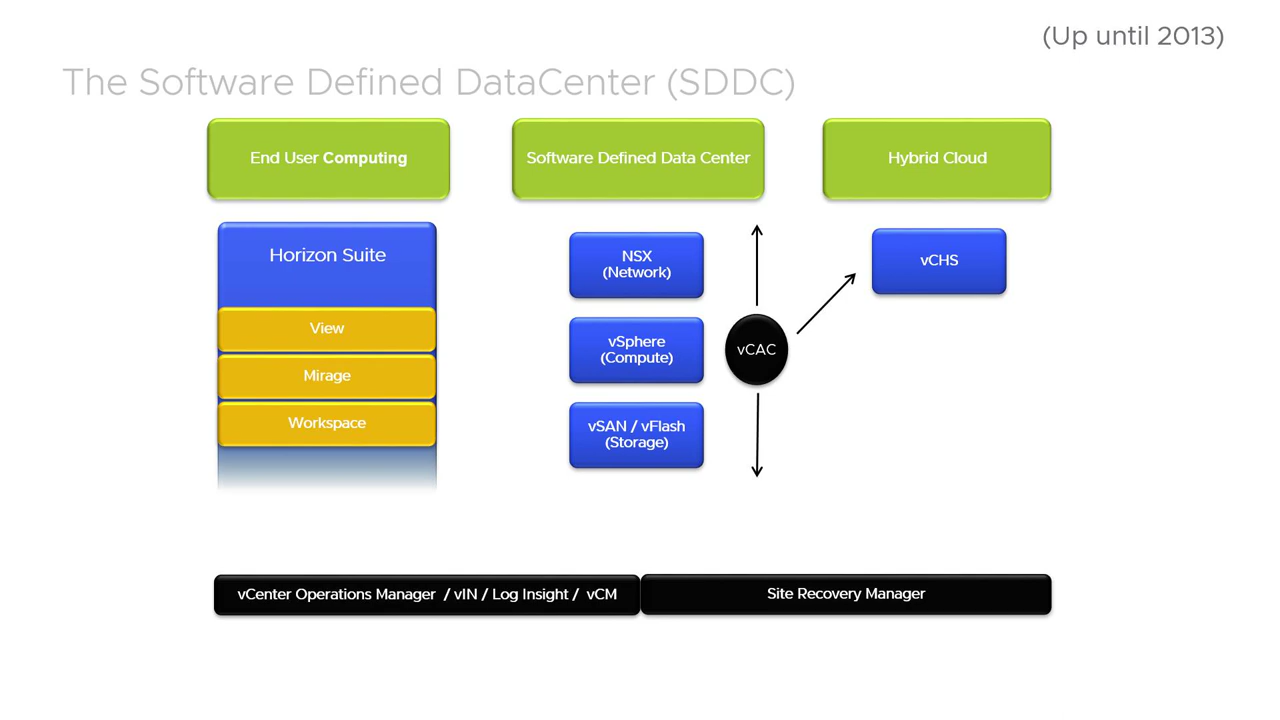 (Up until 2013)
The Software Defined DataCenter (SDDC)
End User Computing
Software Defined Data Center
Hybrid Cloud
Horizon Suite
View
Mirage
Workspace
NSX
(Network)
vSphere
(Compute)
vSAN / vFlash
(Storage)
vCAC
vCHS
vCenter Operations Manager / vIN / Log Insight / vCM
Site Recovery Manager